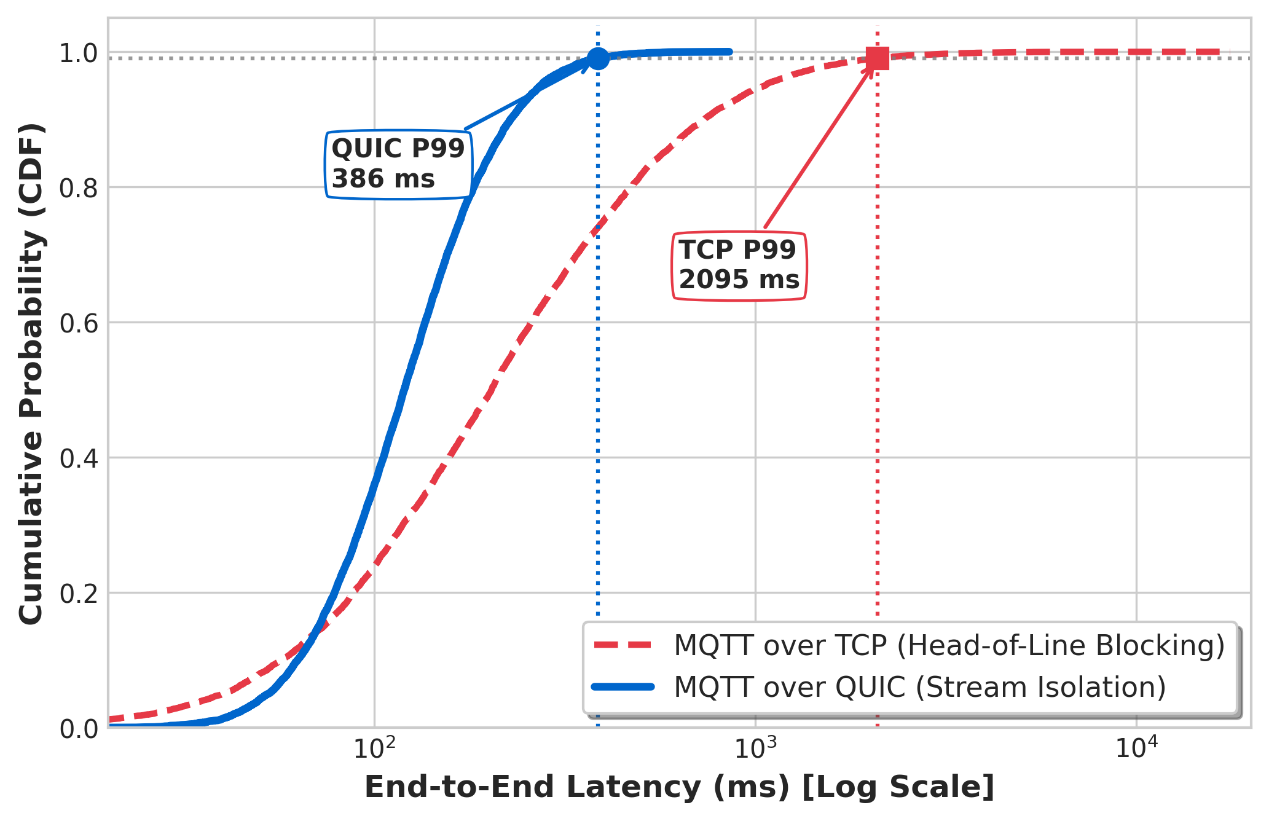 Cumulative Probability (CDF)
1.0
0.8
0.6
0.4
0.2
0.0
QUIC P99
386 ms
TCP P99
2095 ms
MQTT over TCP (Head-of-Line Blocking)
MQTT over QUIC (Stream Isolation)
10²
10³
10⁴
End-to-End Latency (ms) [Log Scale]